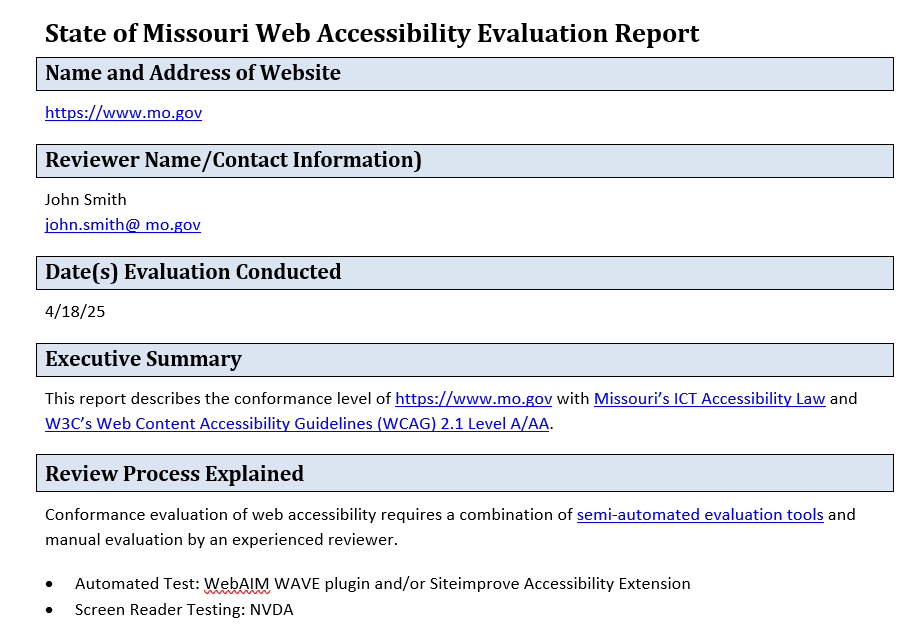 State of Missouri Web Accessibility Evaluation Report
Name and Address of Website
https://www.mo.gov
Reviewer Name/Contact Information)
John Smith
john.smith@ mo.gov
Date(s) Evaluation Conducted
4/18/25
Executive Summary
This report describes the conformance level of https://www.mo.gov with Missouri’s ICT Accessibility Law and
W3C’s Web Content Accessibility Guidelines (WCAG) 2.1 Level A/AA.
Review Process Explained
Conformance evaluation of web accessibility requires a combination of semi-automated evaluation tools and
manual evaluation by an experienced reviewer.
• Automated Test: WebAIM WAVE plugin and/or Siteimprove Accessibility Extension
• Screen Reader Testing: NVDA